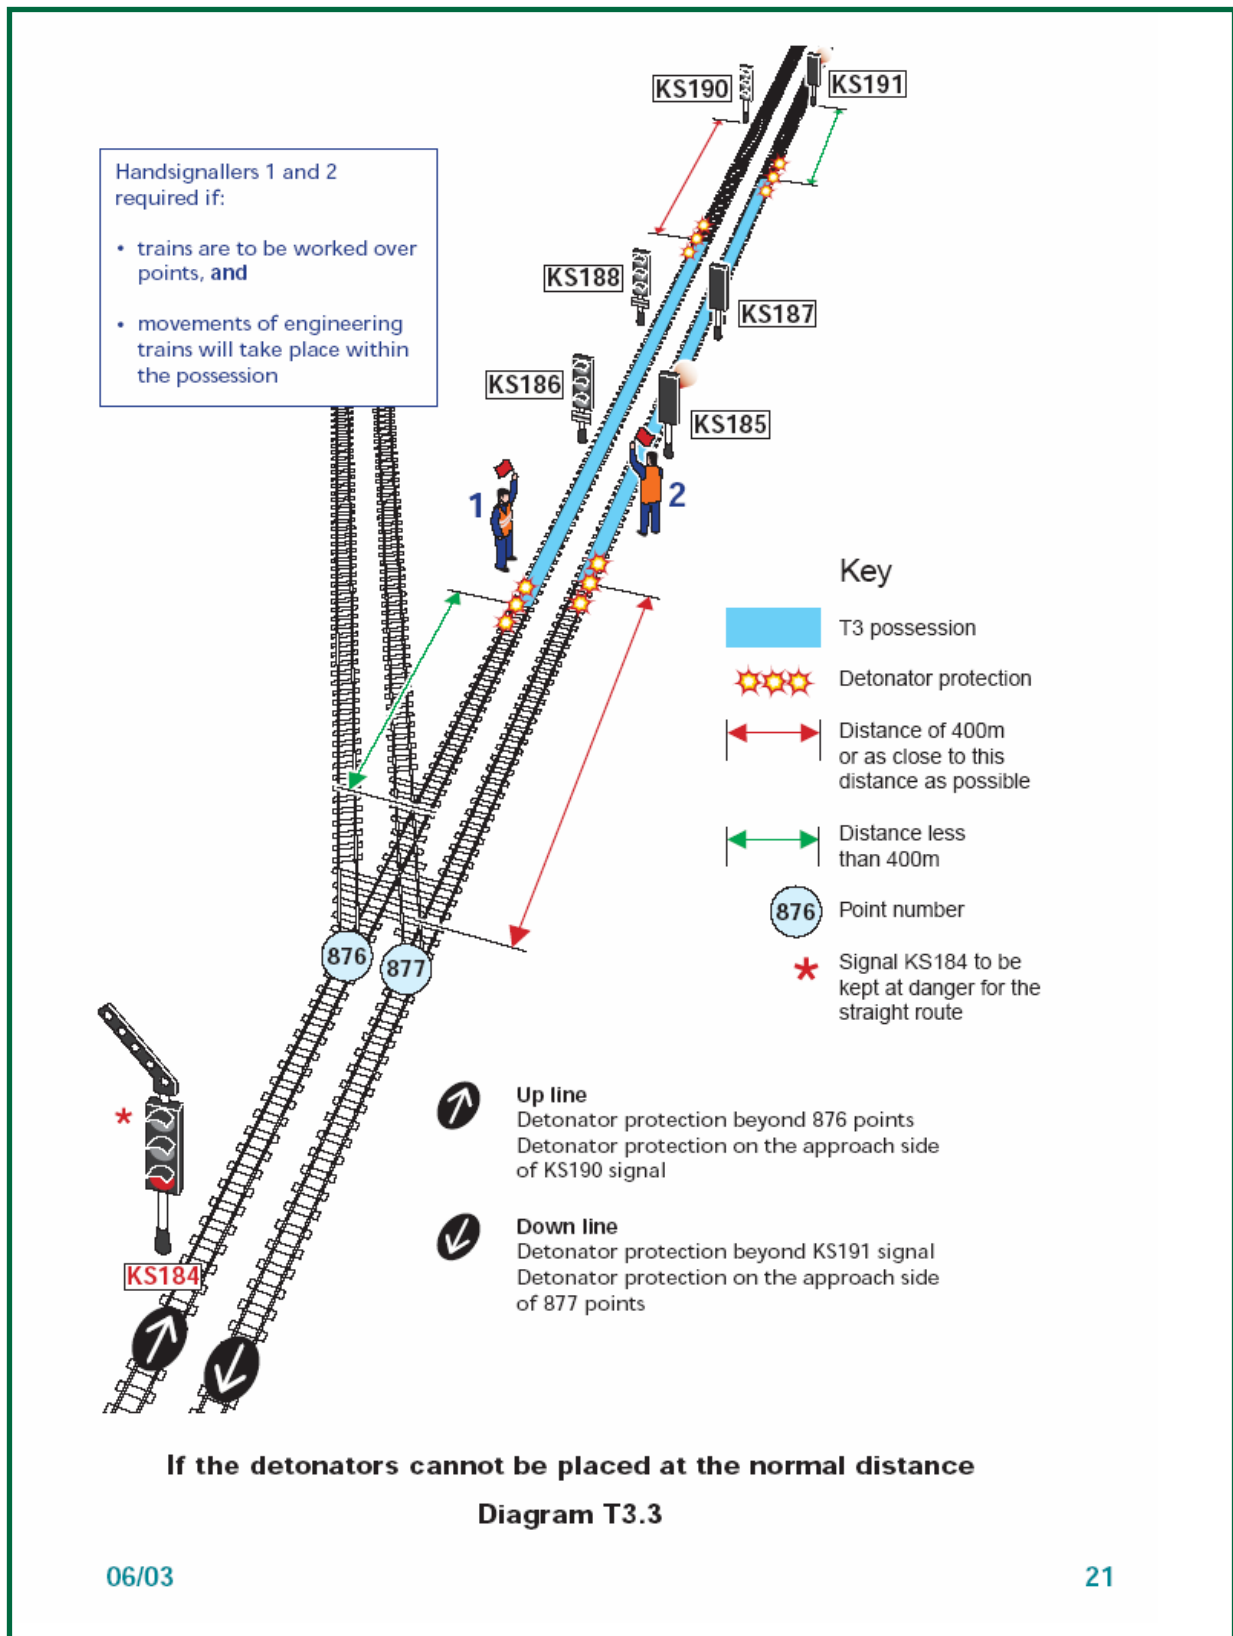 KS190
KS191
Handsignallers 1 and 2
required if:
• trains are to be worked over
points, and
• movements of engineering
trains will take place within
the possession
KS188
KS187
KS186
KS185
1
2
Key
T3 possession
Detonator protection
Distance of 400m
or as close to this
distance as possible
Distance less
than 400m
876
Point number
* Signal KS184 to be
kept at danger for the
straight route
876
877
*
KS184
Up line
Detonator protection beyond 876 points
Detonator protection on the approach side
of KS190 signal
Down line
Detonator protection beyond KS191 signal
Detonator protection on the approach side
of 877 points
If the detonators cannot be placed at the normal distance
Diagram T3.3
06/03
21